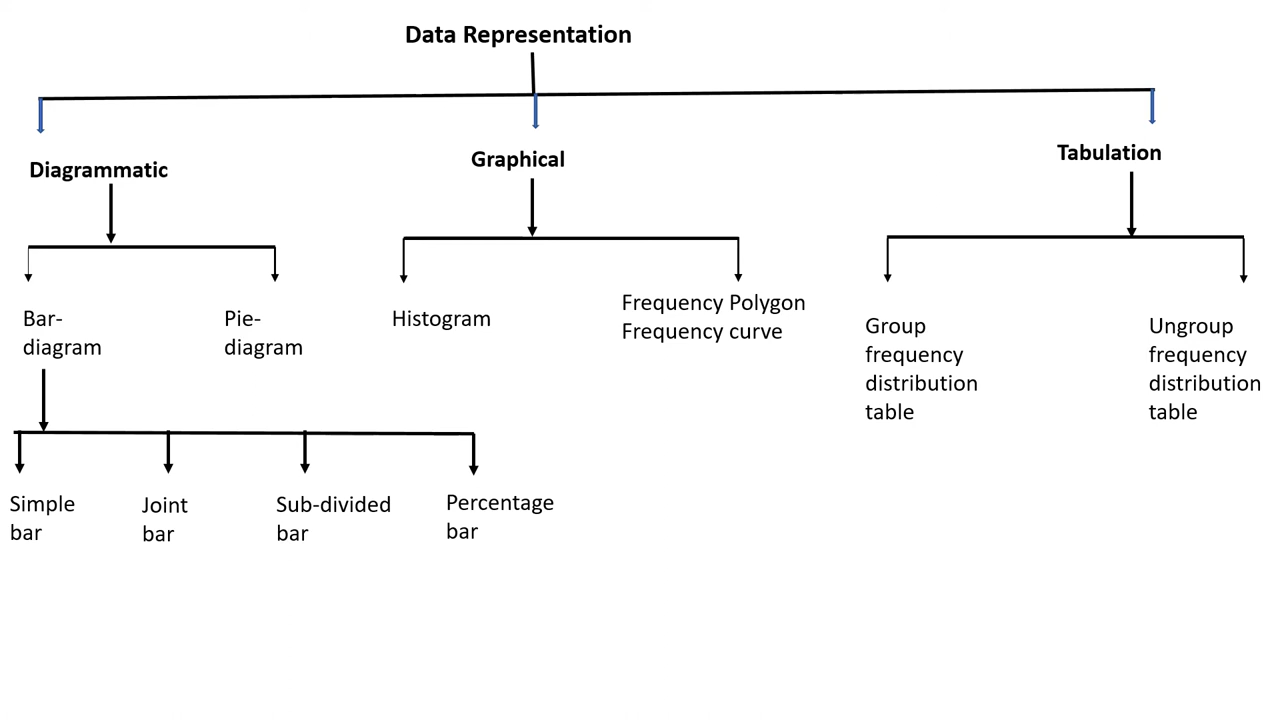 Data Representation
Diagrammatic
Graphical
Tabulation
Bar-
diagram
Pie-
diagram
Histogram
Frequency Polygon
Frequency curve
Group
frequency
distribution
table
Ungroup
frequency
distribution
table
Simple
bar
Joint
bar
Sub-divided
bar
Percentage
bar